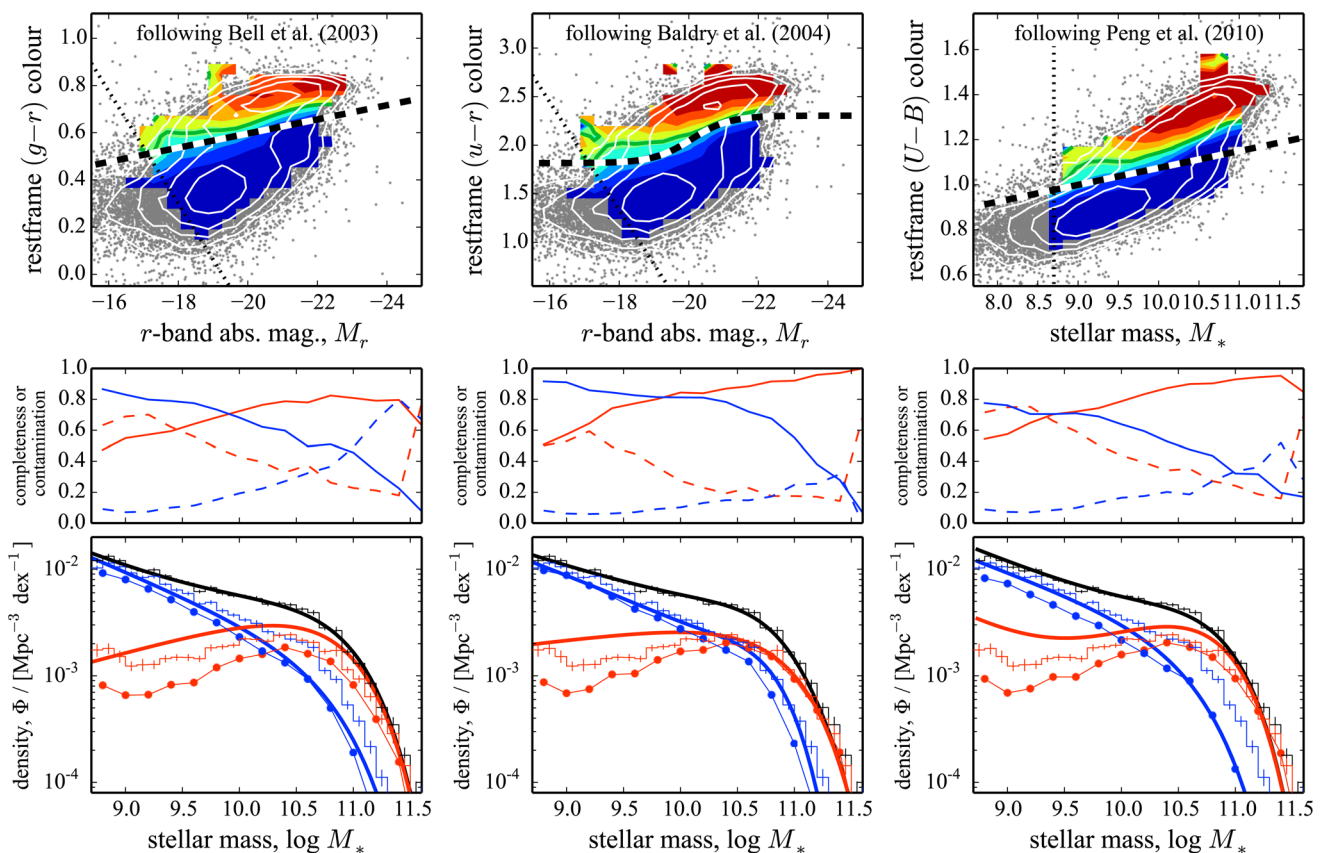 following Bell et al. (2003)
restframe (g−r) colour
1.0
0.8
0.6
0.4
0.2
0.0
−16 −18 −20 −22 −24
r-band abs. mag., M_r
following Baldry et al. (2004)
restframe (u−r) colour
3.0
2.5
2.0
1.5
1.0
−16 −18 −20 −22 −24
r-band abs. mag., M_r
following Peng et al. (2010)
restframe (U−B) colour
1.6
1.4
1.2
1.0
0.8
0.6
8.0 8.5 9.0 9.5 10.0 10.5 11.0 11.5
stellar mass, M_*
completeness or
contamination
1.0
0.8
0.6
0.4
0.2
0.0
completeness or
contamination
1.0
0.8
0.6
0.4
0.2
0.0
completeness or
contamination
1.0
0.8
0.6
0.4
0.2
0.0
density, Φ / [Mpc⁻³ dex⁻¹]
10⁻²
10⁻³
10⁻⁴
9.0 9.5 10.0 10.5 11.0 11.5
stellar mass, log M_*
density, Φ / [Mpc⁻³ dex⁻¹]
10⁻²
10⁻³
10⁻⁴
9.0 9.5 10.0 10.5 11.0 11.5
stellar mass, log M_*
density, Φ / [Mpc⁻³ dex⁻¹]
10⁻²
10⁻³
10⁻⁴
9.0 9.5 10.0 10.5 11.0 11.5
stellar mass, log M_*